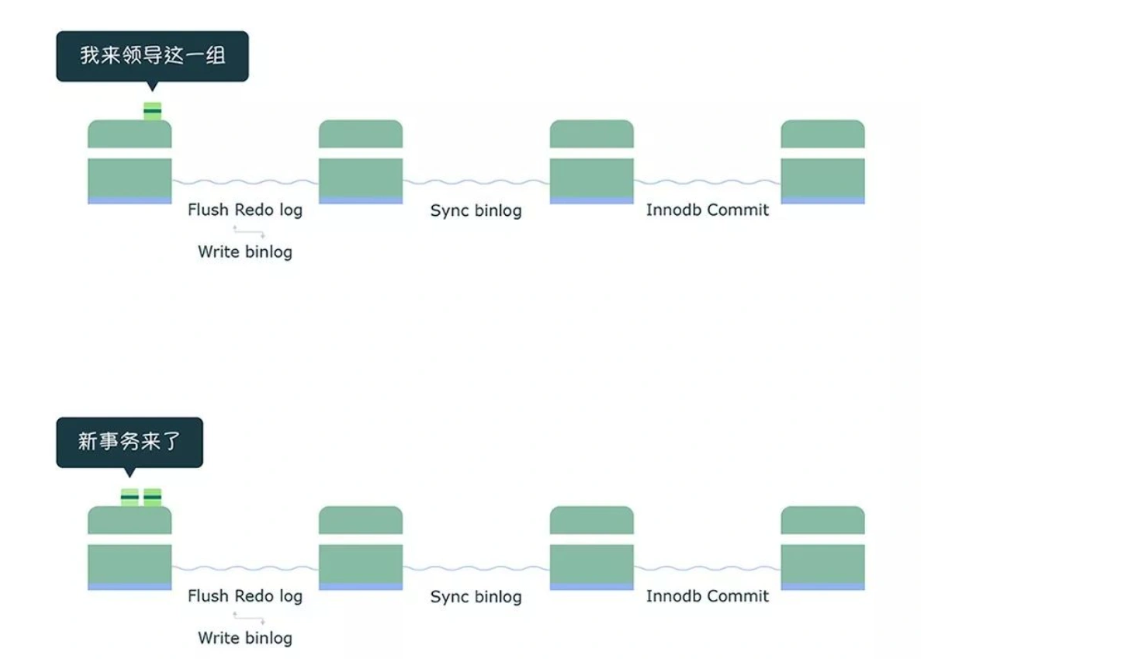 我来领导这一组
Flush Redo log
Sync binlog
Innodb Commit
Write binlog
新事务来了
Flush Redo log
Sync binlog
Innodb Commit
Write binlog